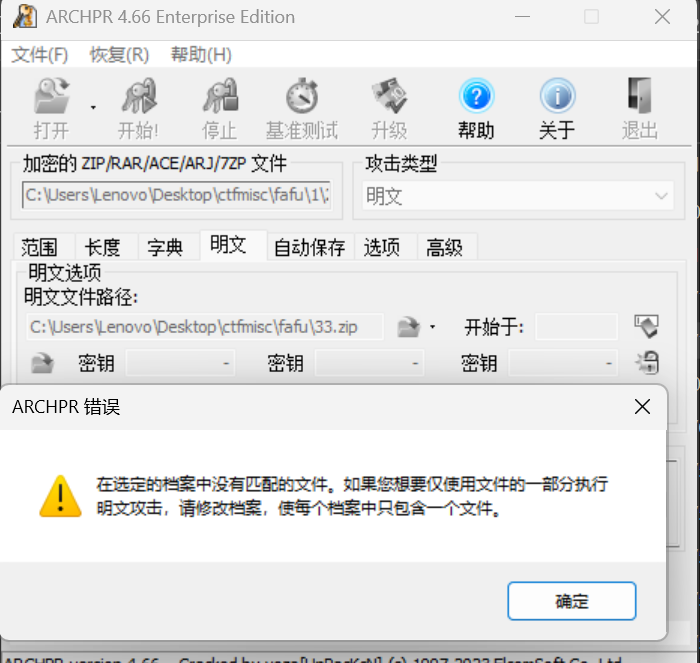 ARCHPR 4.66 Enterprise Edition
文件(F) 恢复(R) 帮助(H)
打开 开始! 停止 基准测试 升级 帮助 关于 退出
加密的 ZIP/RAR/ACE/ARJ/7ZP 文件 攻击类型
C:\Users\Lenovo\Desktop\ctfmisc\fafu\1\ 明文
范围 长度 字典 明文 自动保存 选项 高级
明文选项
明文文件路径:
C:\Users\Lenovo\Desktop\ctfmisc\fafu\33.zip 开始于:
密钥 - 密钥 - 密钥 -
ARCHPR 错误
在选定的档案中没有匹配的文件。如果您想要仅使用文件的一部分执行
明文攻击，请修改档案，使每个档案中只包含一个文件。
确定